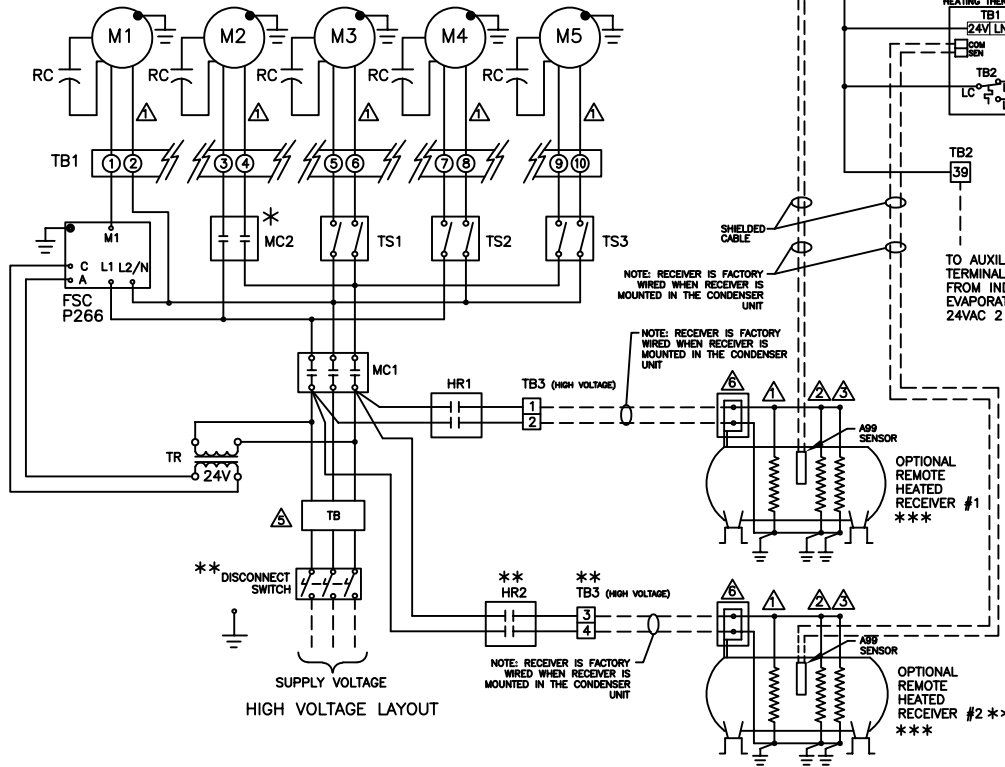 M1 M2 M3 M4 M5
RC RC RC RC RC
1 1 1 1 1
TB1 1 2 3 4 5 6 7 8 9 10
* MC2 TS1 TS2 TS3
M1
C L1 L2/N
A
FSC
P266
MC1
TR
24V
5 TB
** DISCONNECT
SWITCH
SUPPLY VOLTAGE
HIGH VOLTAGE LAYOUT
HR1
TB3 (HIGH VOLTAGE)
1
2
NOTE: RECEIVER IS FACTORY
WIRED WHEN RECEIVER IS
MOUNTED IN THE CONDENSER
UNIT
**
HR2
**
TB3 (HIGH VOLTAGE)
3
4
NOTE: RECEIVER IS FACTORY
WIRED WHEN RECEIVER IS
MOUNTED IN THE CONDENSER
UNIT
SHIELDED
CABLE
NOTE: RECEIVER IS FACTORY
WIRED WHEN RECEIVER IS
MOUNTED IN THE CONDENSER
UNIT
TB1
24V LN
COM
SEN
TB2
LC
TB2
39
TO AUXIL
TERMINAL
FROM IND
EVAPORAT
24VAC 2
6 1 2 3
A99
SENSOR
OPTIONAL
REMOTE
HEATED
RECEIVER #1
***
6 1 2 3
A99
SENSOR
OPTIONAL
REMOTE
HEATED
RECEIVER #2 **
***